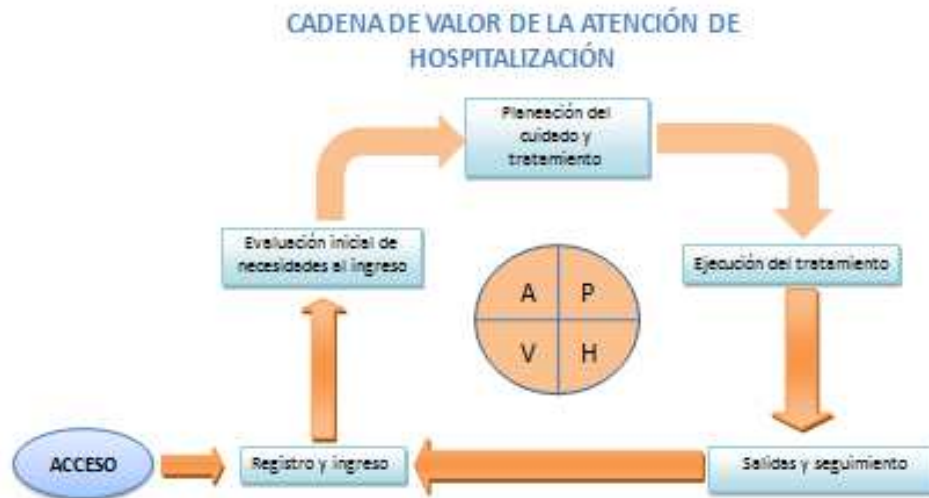 CADENA DE VALOR DE LA ATENCIÓN DE
HOSPITALIZACIÓN
Planeación del
cuidado y
tratamiento
Evaluación inicial de
necesidades al ingreso
Ejecución del tratamiento
A P
V H
ACCESO
Registro y ingreso
Salidas y seguimiento